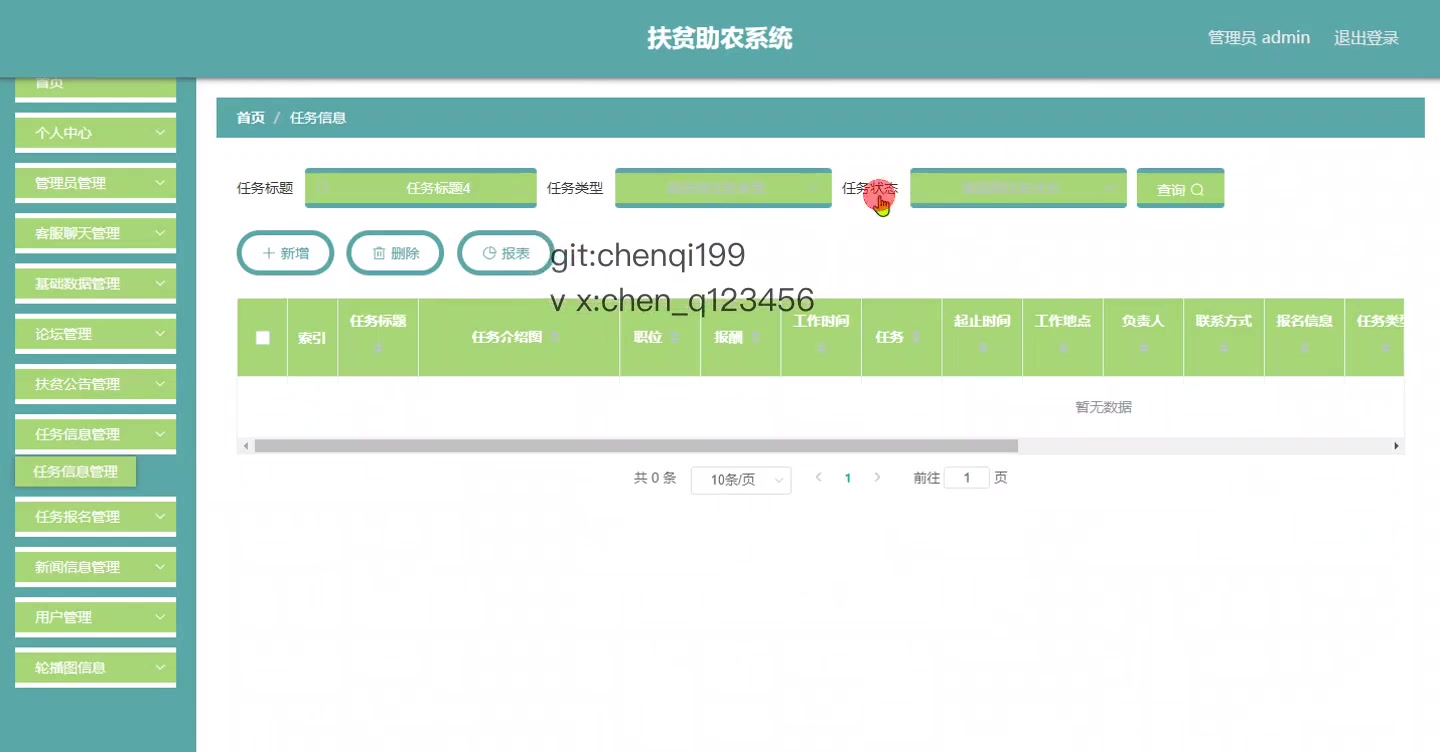 扶贫助农系统
管理员 admin
退出登录
首页
个人中心
管理员管理
客服聊天管理
基础数据管理
论坛管理
扶贫公告管理
任务信息管理
任务信息管理
任务报名管理
新闻信息管理
用户管理
轮播图信息
首页 / 任务信息
任务标题 任务标题4 任务类型 任务状态 查询
新增 删除 报表
git:chenqi199
v x:chen_q123456
索引 任务标题 任务介绍图 职位 报酬 工作时间 任务 起止时间 工作地点 负责人 联系方式 报名信息 任务类型
暂无数据
共 0 条 10条/页 1 前往 1 页